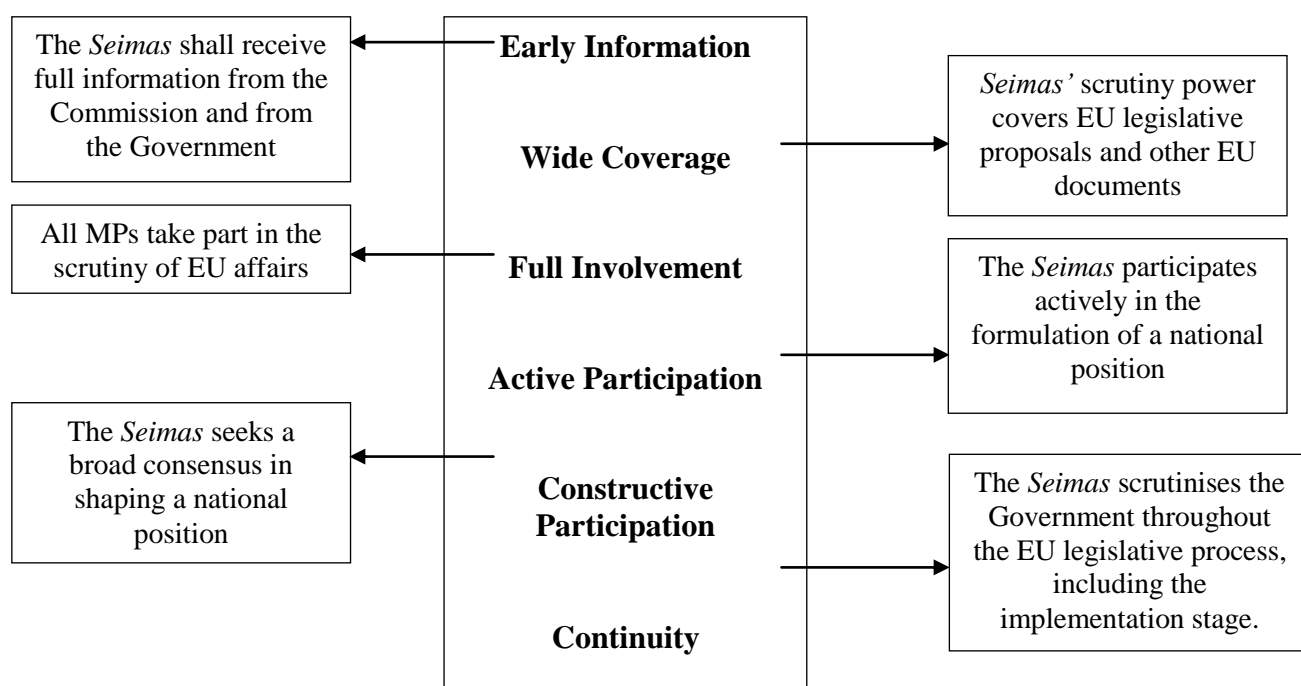 The Seimas shall receive
full information from the
Commission and from
the Government
Early Information
Seimas’ scrutiny power
covers EU legislative
proposals and other EU
documents
Wide Coverage
All MPs take part in the
scrutiny of EU affairs
Full Involvement
The Seimas participates
actively in the
formulation of a national
position
Active Participation
The Seimas seeks a
broad consensus in
shaping a national
position
Constructive
Participation
The Seimas scrutinises the
Government throughout
the EU legislative process,
including the
implementation stage.
Continuity